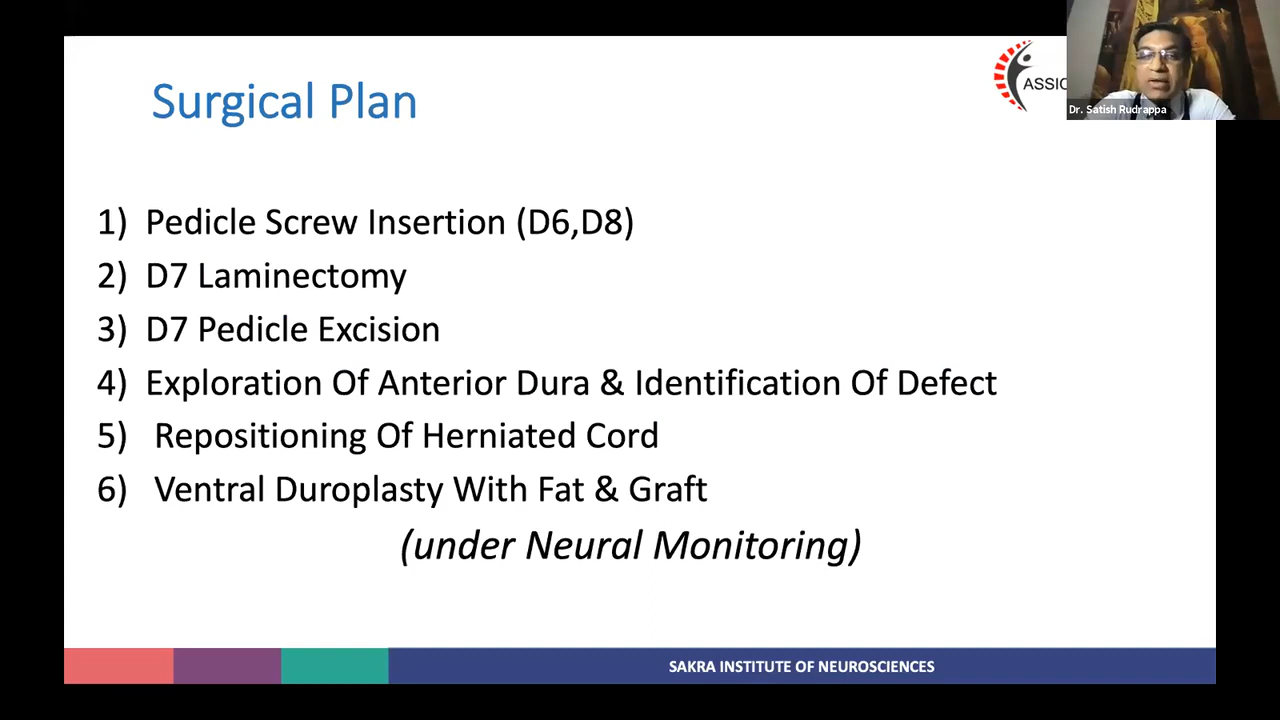 Surgical Plan
ASSIC
Dr. Satish Rudrappa
1) Pedicle Screw Insertion (D6,D8)
2) D7 Laminectomy
3) D7 Pedicle Excision
4) Exploration Of Anterior Dura & Identification Of Defect
5) Repositioning Of Herniated Cord
6) Ventral Duroplasty With Fat & Graft
(under Neural Monitoring)
SAKRA INSTITUTE OF NEUROSCIENCES